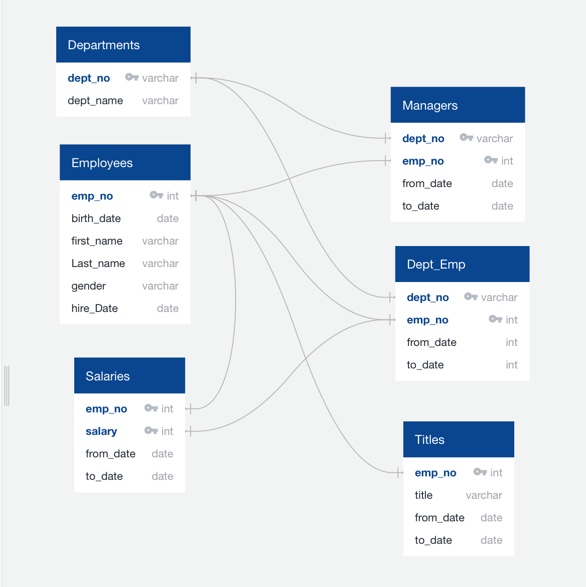 Departments
dept_no varchar
dept_name varchar
Employees
emp_no int
birth_date date
first_name varchar
Last_name varchar
gender varchar
hire_Date date
Salaries
emp_no int
salary int
from_date date
to_date date
Managers
dept_no varchar
emp_no int
from_date date
to_date date
Dept_Emp
dept_no varchar
emp_no int
from_date int
to_date int
Titles
emp_no int
title varchar
from_date date
to_date date